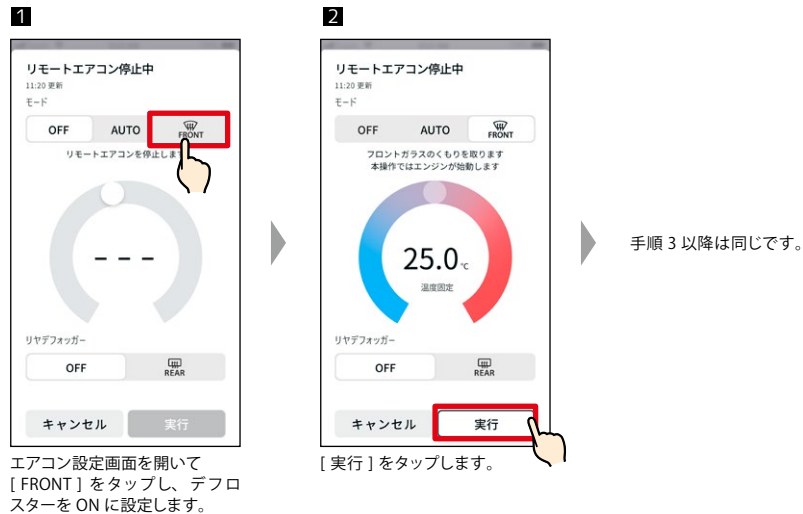 1
リモートエアコン停止中
11:20 更新
モード
OFF AUTO FRONT
リモートエアコンを停止しま
- - -
リヤデフォッガー
OFF REAR
キャンセル 実行
エアコン設定画面を開いて
[ FRONT ] をタップし、デフロ
スターを ON に設定します。
2
リモートエアコン停止中
11:20 更新
モード
OFF AUTO FRONT
フロントガラスのくもりを取ります
本操作ではエンジンが始動します
25.0 ℃
温度固定
リヤデフォッガー
OFF REAR
キャンセル 実行
[ 実行 ] をタップします。
手順 3 以降は同じです。